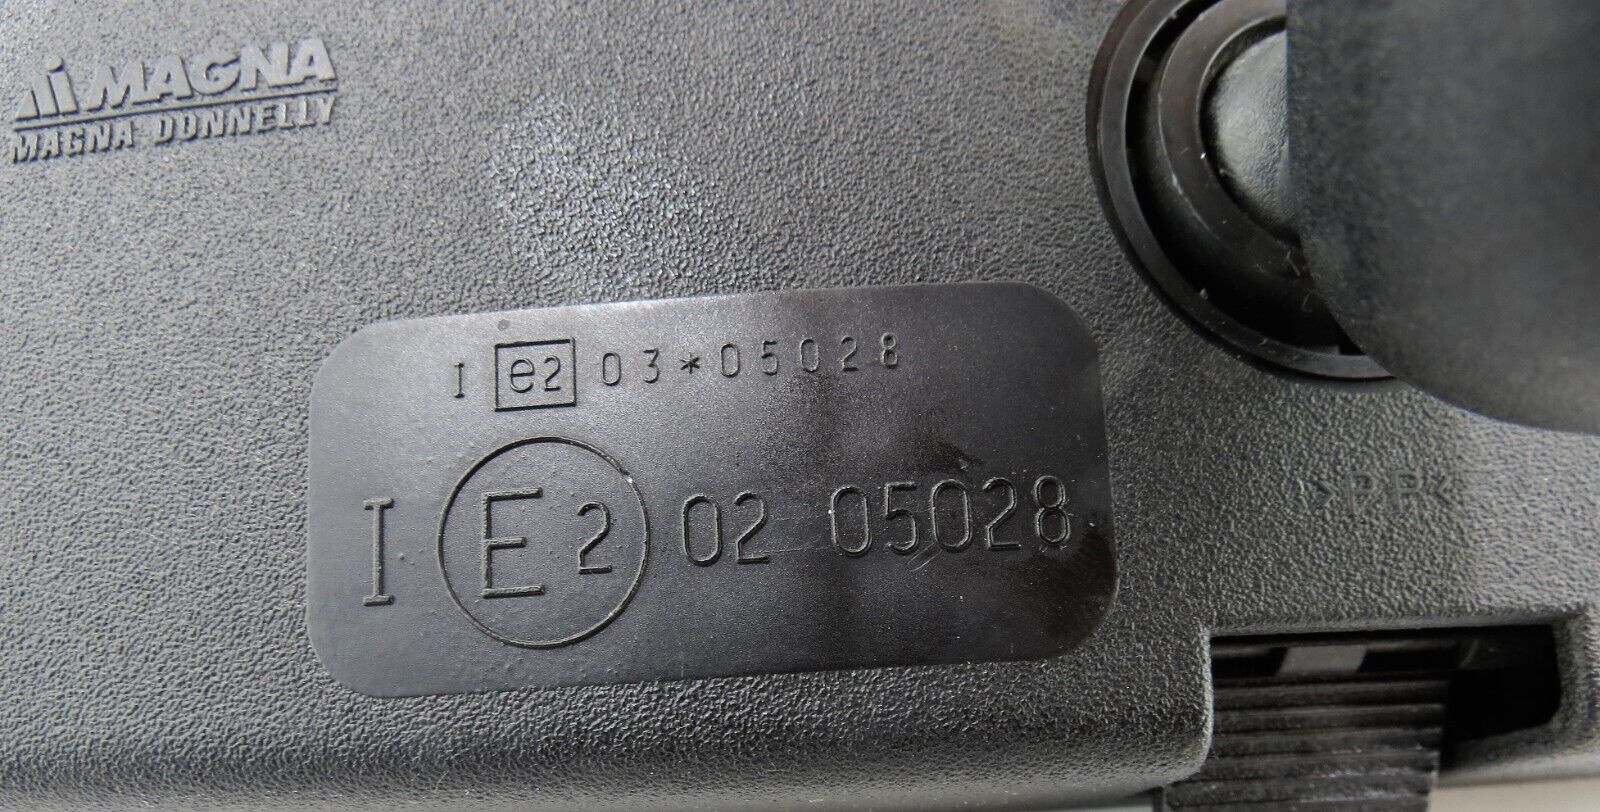 MAGNA
MAGNA DONNELLY
I e2 03*05028
I E2 02 05028
>PP<